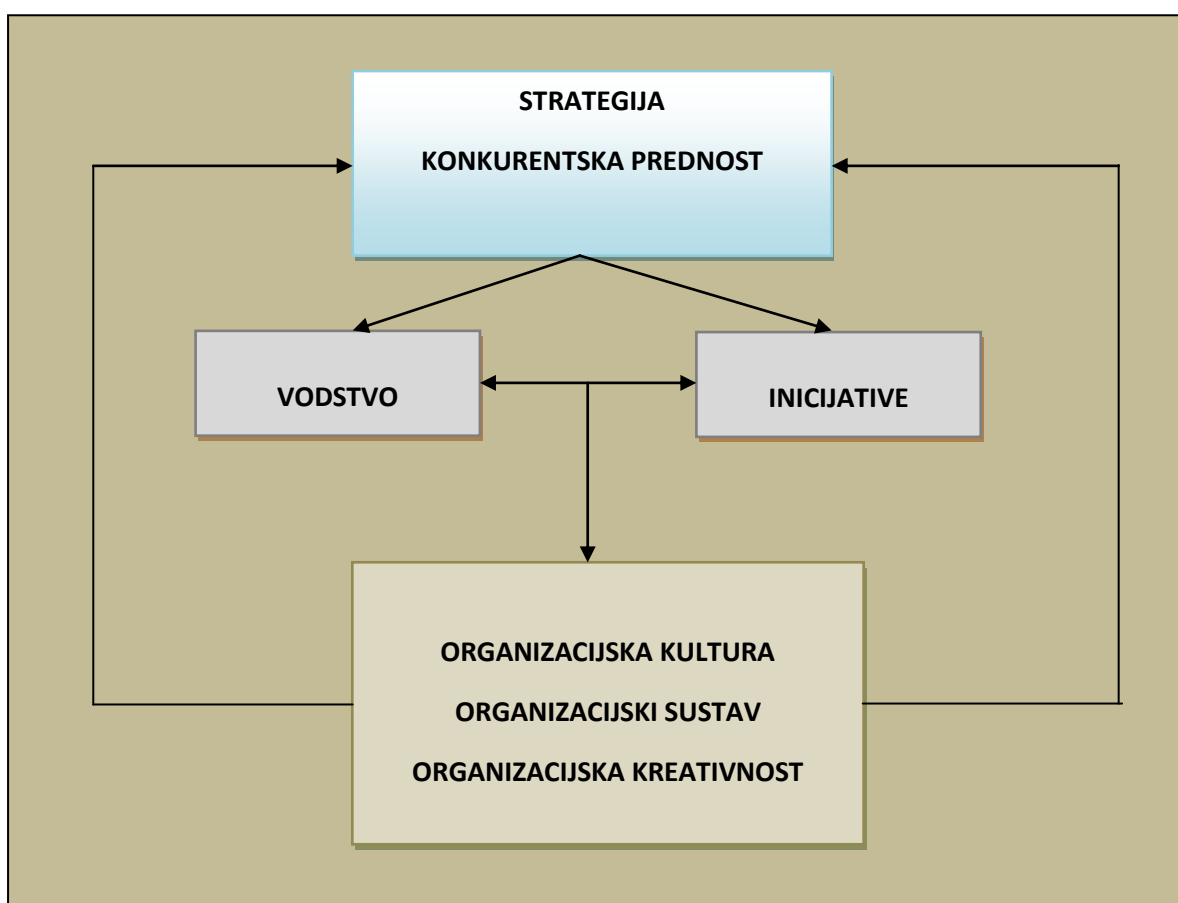 STRATEGIJA
KONKURENTSKA PREDNOST
VODSTVO
INICIJATIVE
ORGANIZACIJSKA KULTURA
ORGANIZACIJSKI SUSTAV
ORGANIZACIJSKA KREATIVNOST